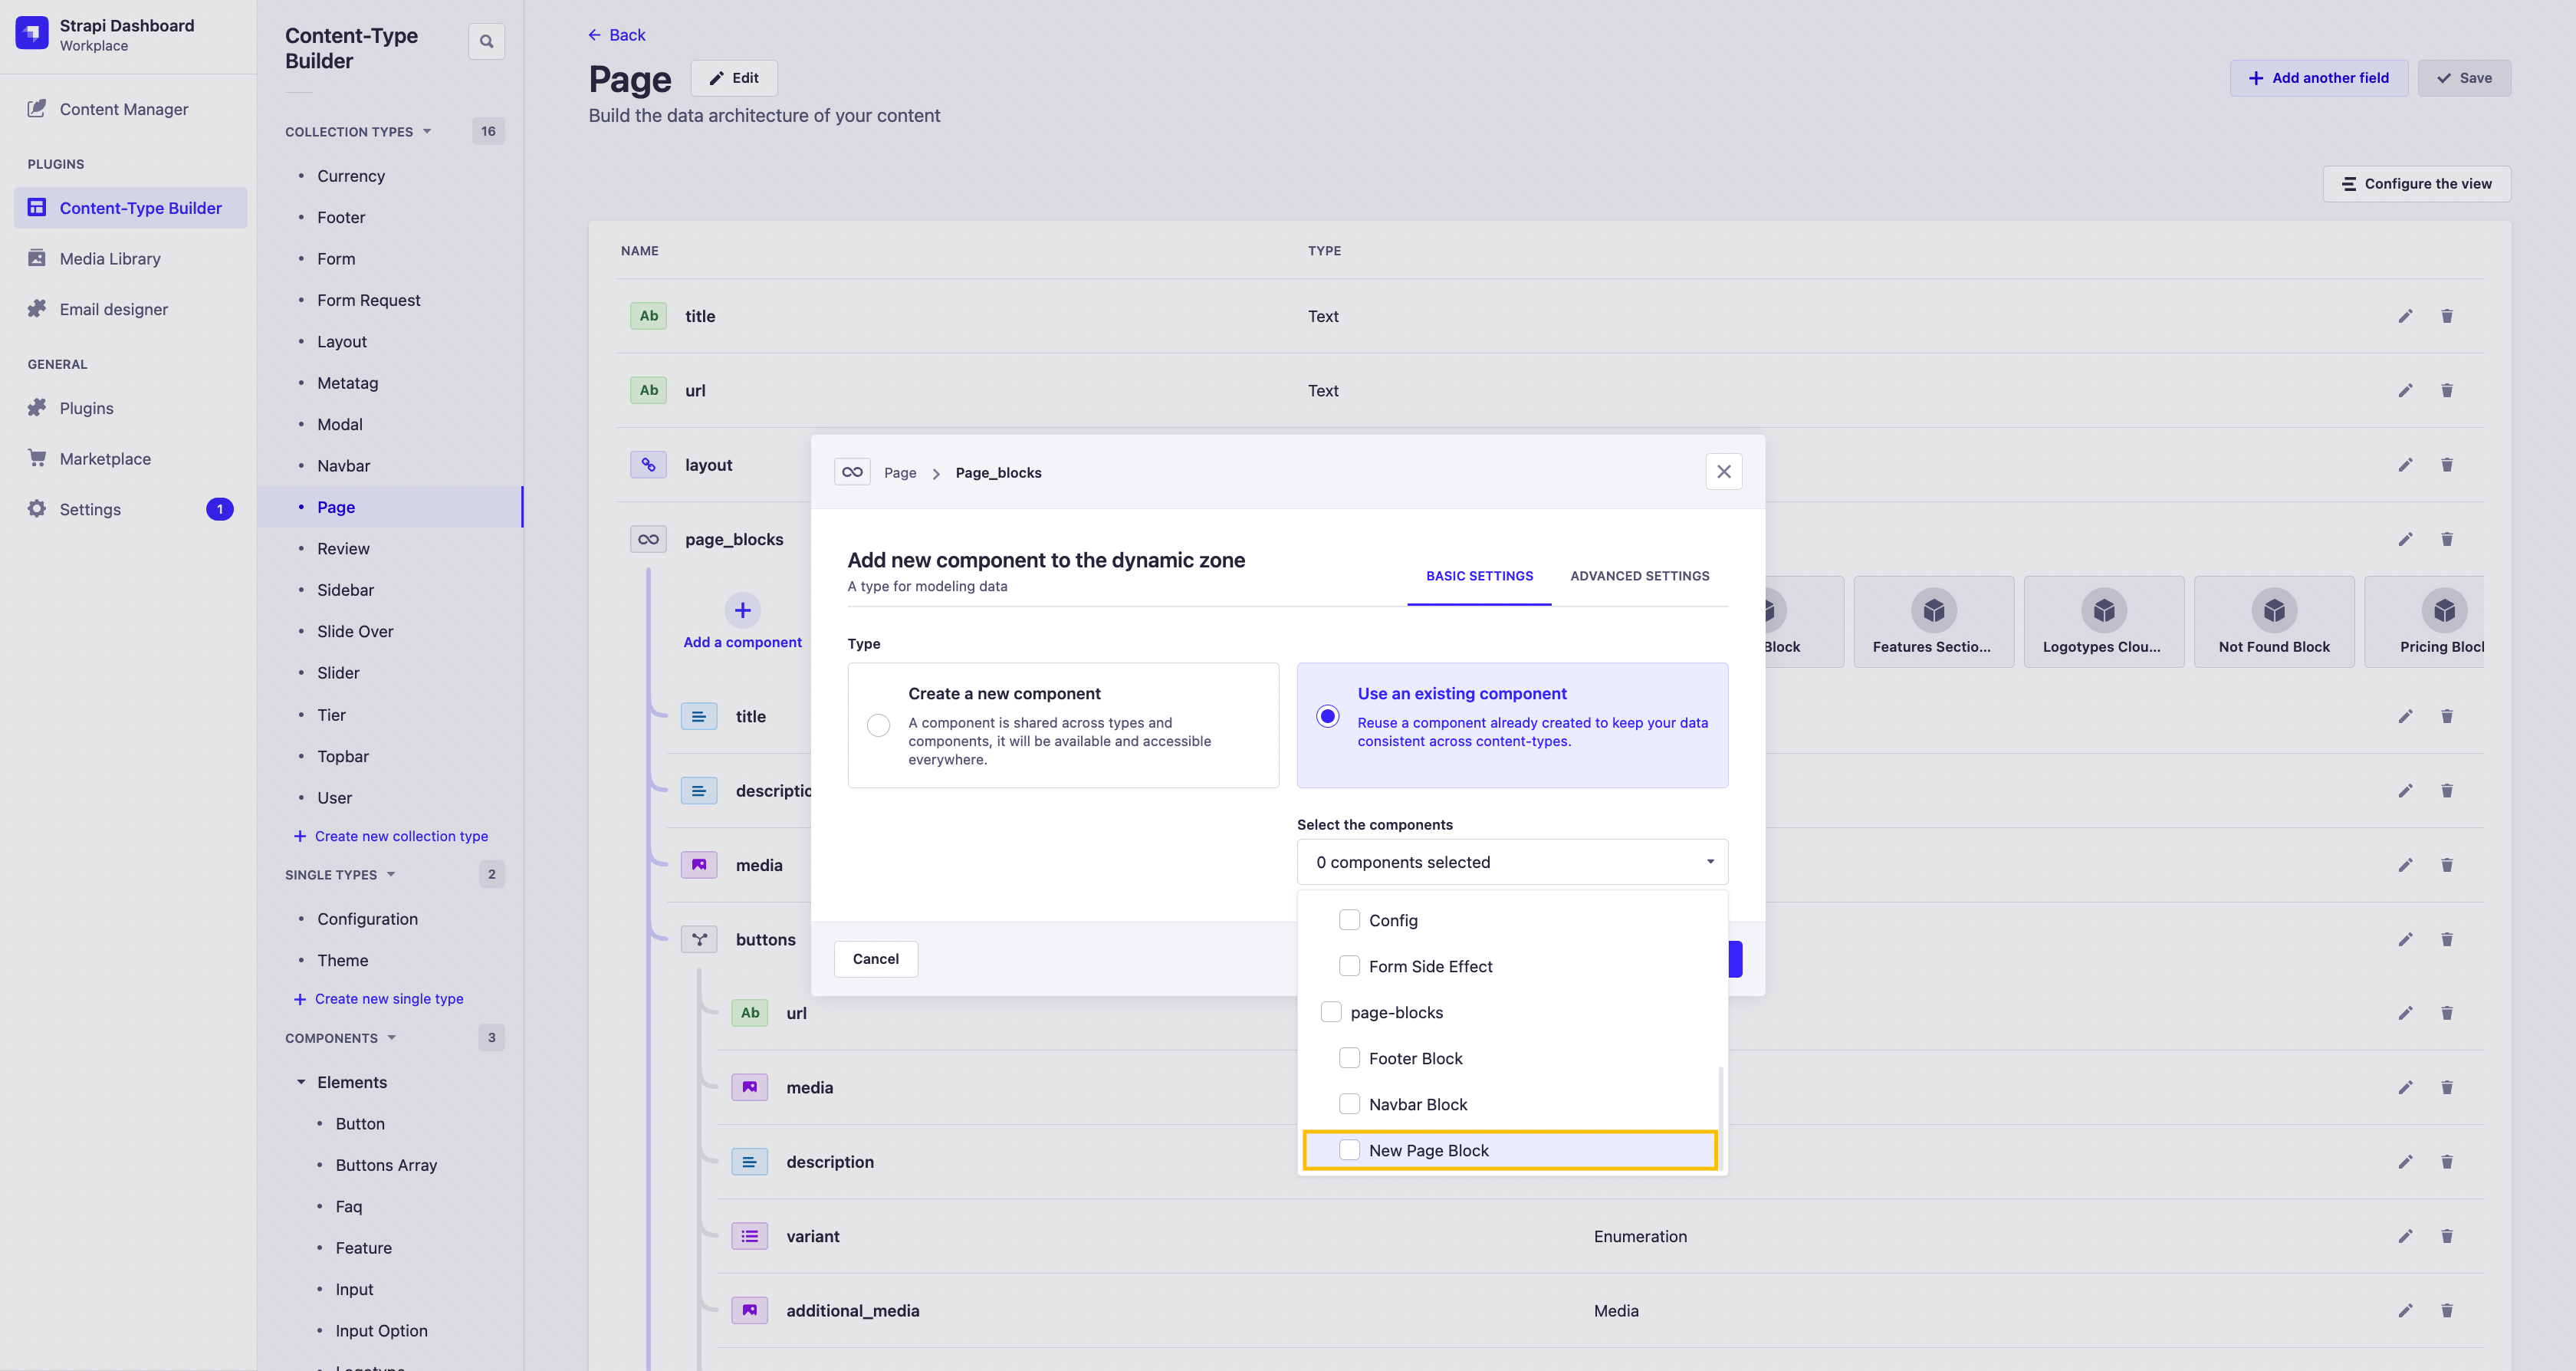 Strapi Dashboard
Workplace
Content Manager
PLUGINS
Content-Type Builder
Media Library
Email designer
GENERAL
Plugins
Marketplace
Settings
1
Content-Type
Builder
COLLECTION TYPES
16
Currency
Footer
Form
Form Request
Layout
Metatag
Modal
Navbar
Page
Review
Sidebar
Slide Over
Slider
Tier
Topbar
User
Create new collection type
SINGLE TYPES
2
Configuration
Theme
Create new single type
COMPONENTS
3
Elements
Button
Buttons Array
Faq
Feature
Input
Input Option
Back
Page
Edit
Build the data architecture of your content
Add another field
Save
Configure the view
NAME
TYPE
Ab
title
Text
Ab
url
Text
layout
page_blocks
Add a component
Block
Features Sectio...
Logotypes Clou...
Not Found Block
Pricing Block
title
descriptio
media
buttons
Ab
url
media
description
variant
Enumeration
additional_media
Media
Page
Page_blocks
Add new component to the dynamic zone
A type for modeling data
BASIC SETTINGS
ADVANCED SETTINGS
Type
Create a new component
A component is shared across types and
components, it will be available and accessible
everywhere.
Use an existing component
Reuse a component already created to keep your data
consistent across content-types.
Select the components
0 components selected
Config
Form Side Effect
page-blocks
Footer Block
Navbar Block
New Page Block
Cancel